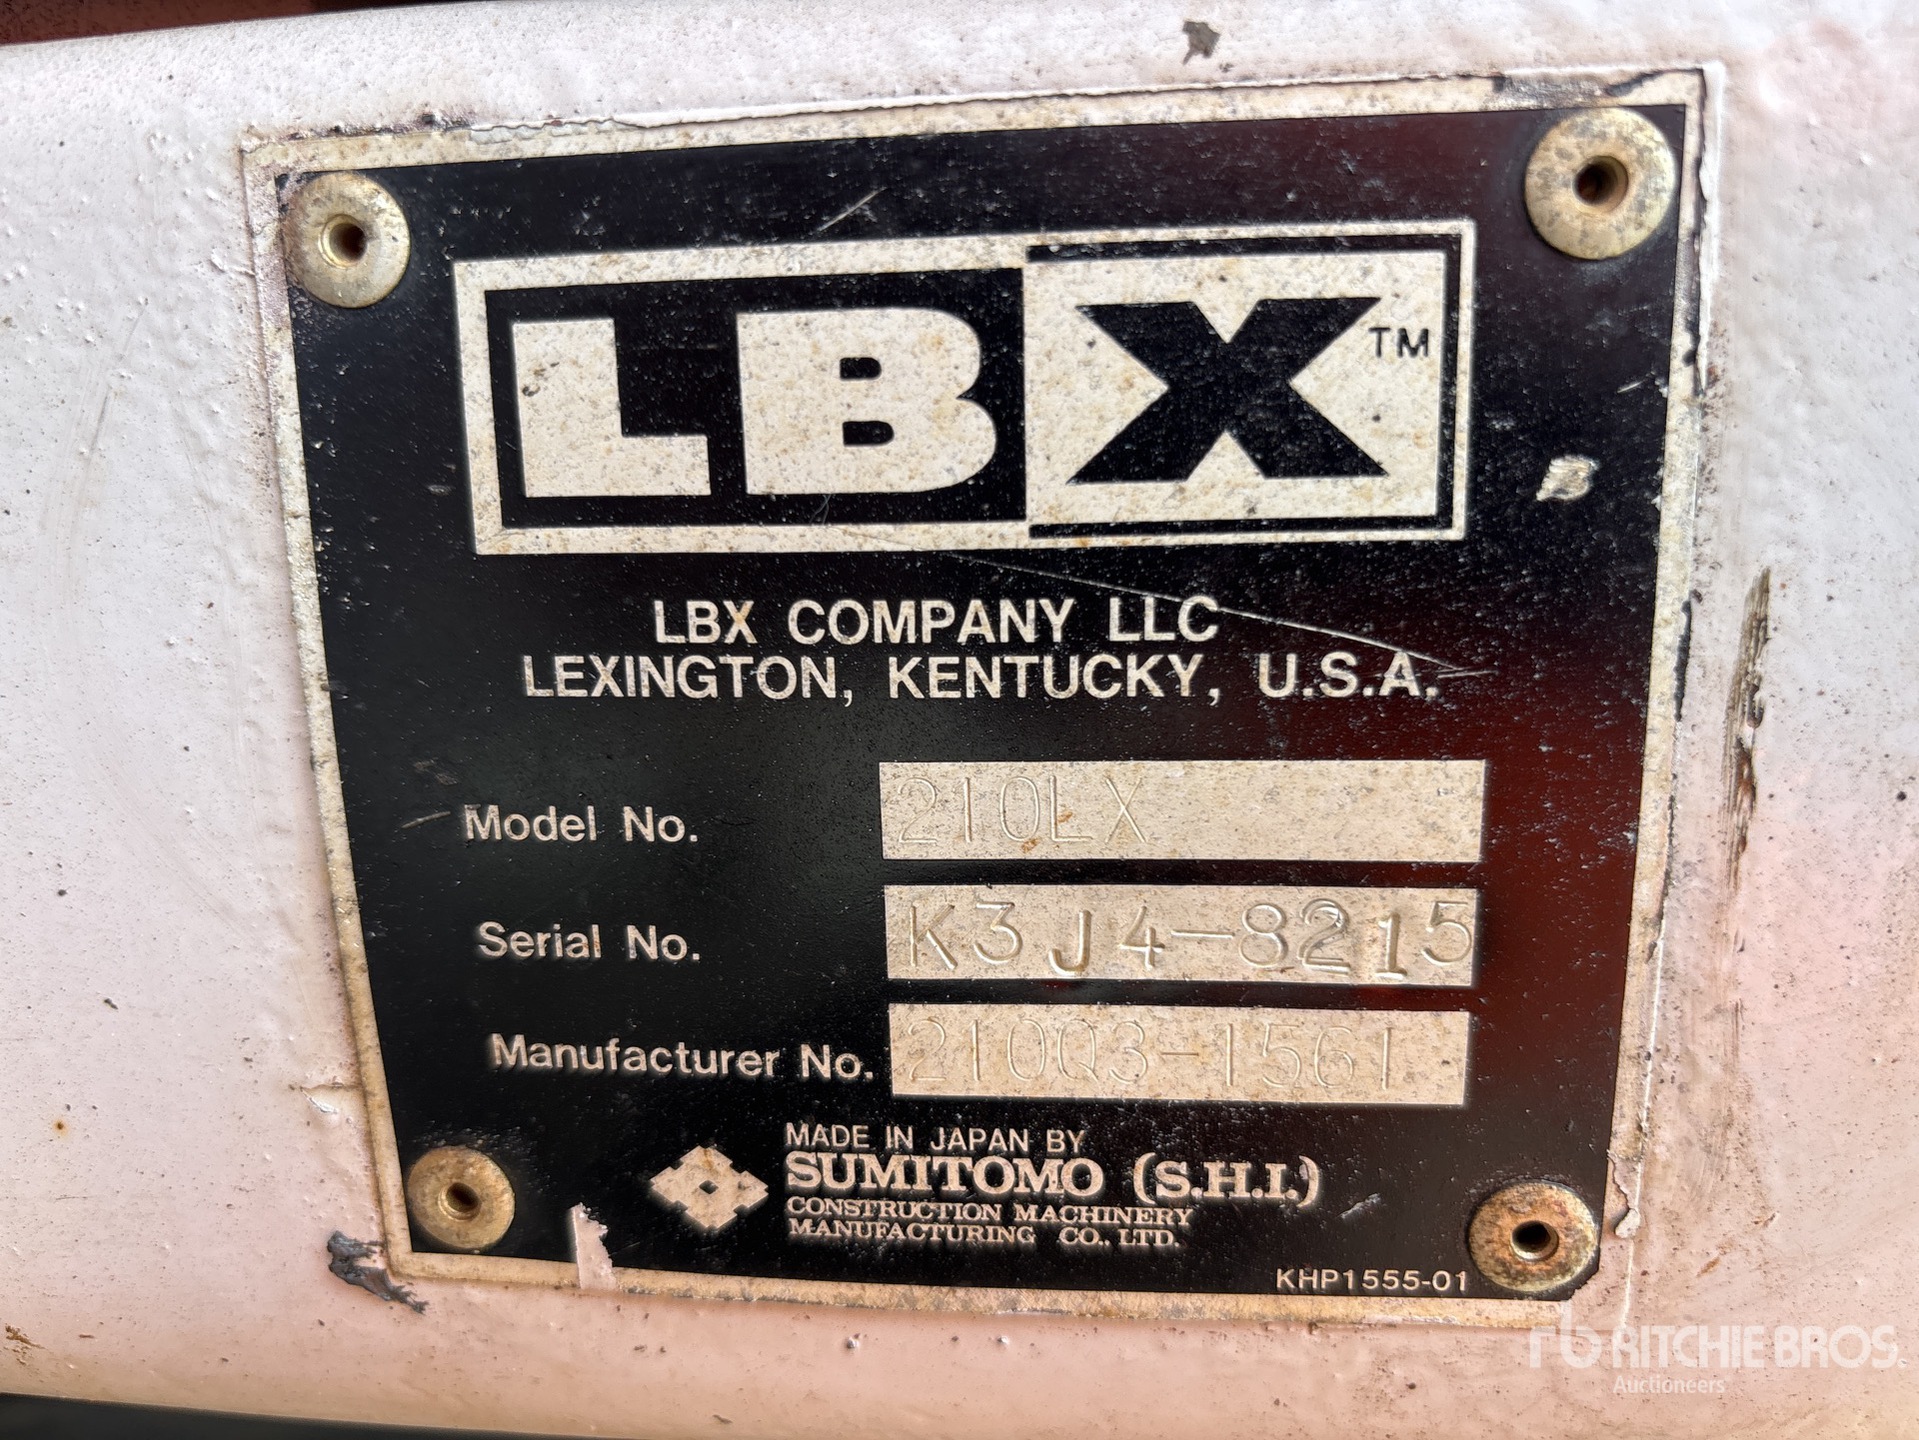 LBX™
LBX COMPANY LLC
LEXINGTON, KENTUCKY, U.S.A.
Model No. 210LX
Serial No. K3J4-8215
Manufacturer No. 210Q3-1561
MADE IN JAPAN BY
SUMITOMO (S.H.I.)
CONSTRUCTION MACHINERY
MANUFACTURING CO., LTD.
KHP1555-01
rb RITCHIE BROS.
Auctioneers